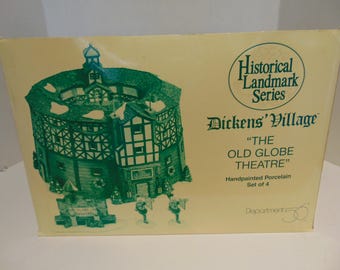 Historical
Landmark
Series
Dickens' Village
"THE
OLD GLOBE
THEATRE"
Handpainted Porcelain
Set of 4
Department 56